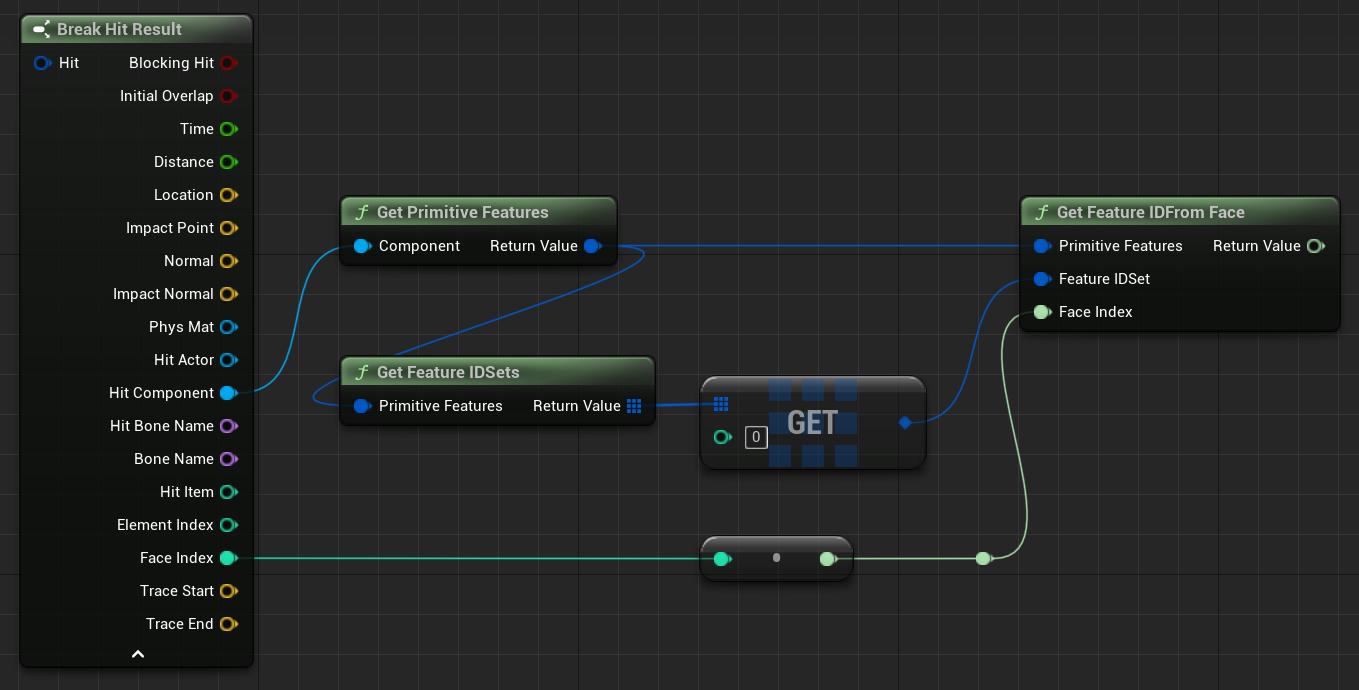 Break Hit Result
Hit Blocking Hit
Initial Overlap
Time
Distance
Location
Impact Point
Normal
Impact Normal
Phys Mat
Hit Actor
Hit Component
Hit Bone Name
Bone Name
Hit Item
Element Index
Face Index
Trace Start
Trace End
f Get Primitive Features
Component Return Value
f Get Feature IDSets
Primitive Features Return Value
GET
0
f Get Feature IDFrom Face
Primitive Features Return Value
Feature IDSet
Face Index